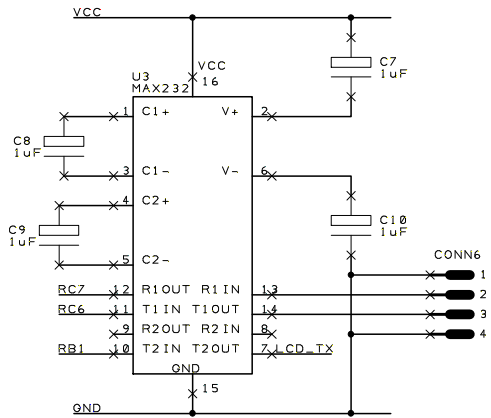 VCC
VCC
C7
1uF
U3
MAX232
16
1 C1+ V+ 2
C8
1uF
3 C1- V- 6
4 C2+
C9
1uF
C10
1uF
5 C2-
CONN6
1
RC7 12 R1OUT R1IN 13 2
RC6 11 T1IN T1OUT 14 3
9 R2OUT R2IN 8 4
RB1 10 T2IN T2OUT 7 LCD_TX
GND
15
GND